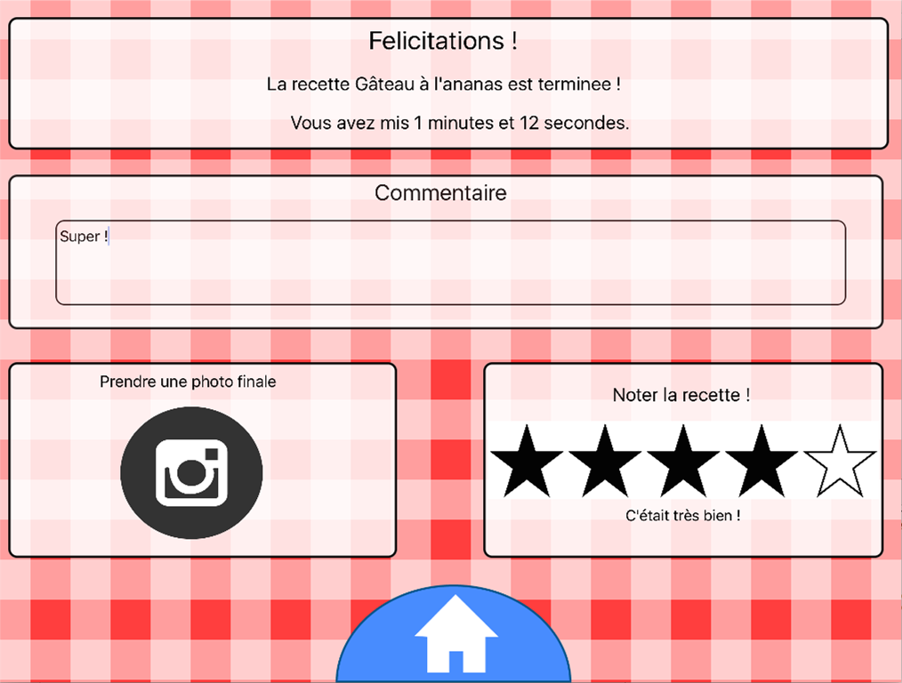 Felicitations !
La recette Gâteau à l'ananas est terminee !
Vous avez mis 1 minutes et 12 secondes.
Commentaire
Super !
Prendre une photo finale
Noter la recette !
C'était très bien !